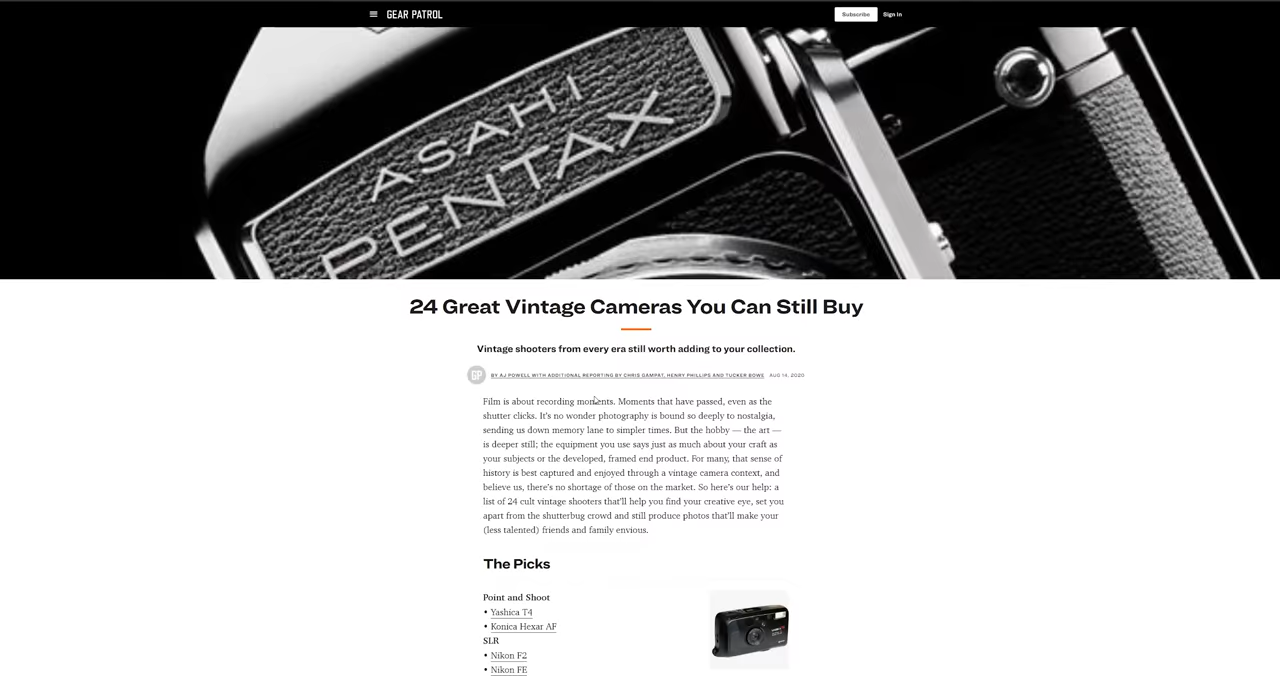 GEAR PATROL
Subscribe
Sign In
ASAHI
PENTAX
24 Great Vintage Cameras You Can Still Buy
Vintage shooters from every era still worth adding to your collection.
GP
BY AJ POWELL WITH ADDITIONAL REPORTING BY CHRIS GAMPAT, HENRY PHILLIPS AND TUCKER BOWE AUG 14, 2020
Film is about recording moments. Moments that have passed, even as the
shutter clicks. It's no wonder photography is bound so deeply to nostalgia,
sending us down memory lane to simpler times. But the hobby — the art —
is deeper still; the equipment you use says just as much about your craft as
your subjects or the developed, framed end product. For many, that sense of
history is best captured and enjoyed through a vintage camera context, and
believe us, there's no shortage of those on the market. So here's our help: a
list of 24 cult vintage shooters that'll help you find your creative eye, set you
apart from the shutterbug crowd and still produce photos that'll make your
(less talented) friends and family envious.
The Picks
Point and Shoot
• Yashica T4
• Konica Hexar AF
SLR
• Nikon F2
• Nikon FE